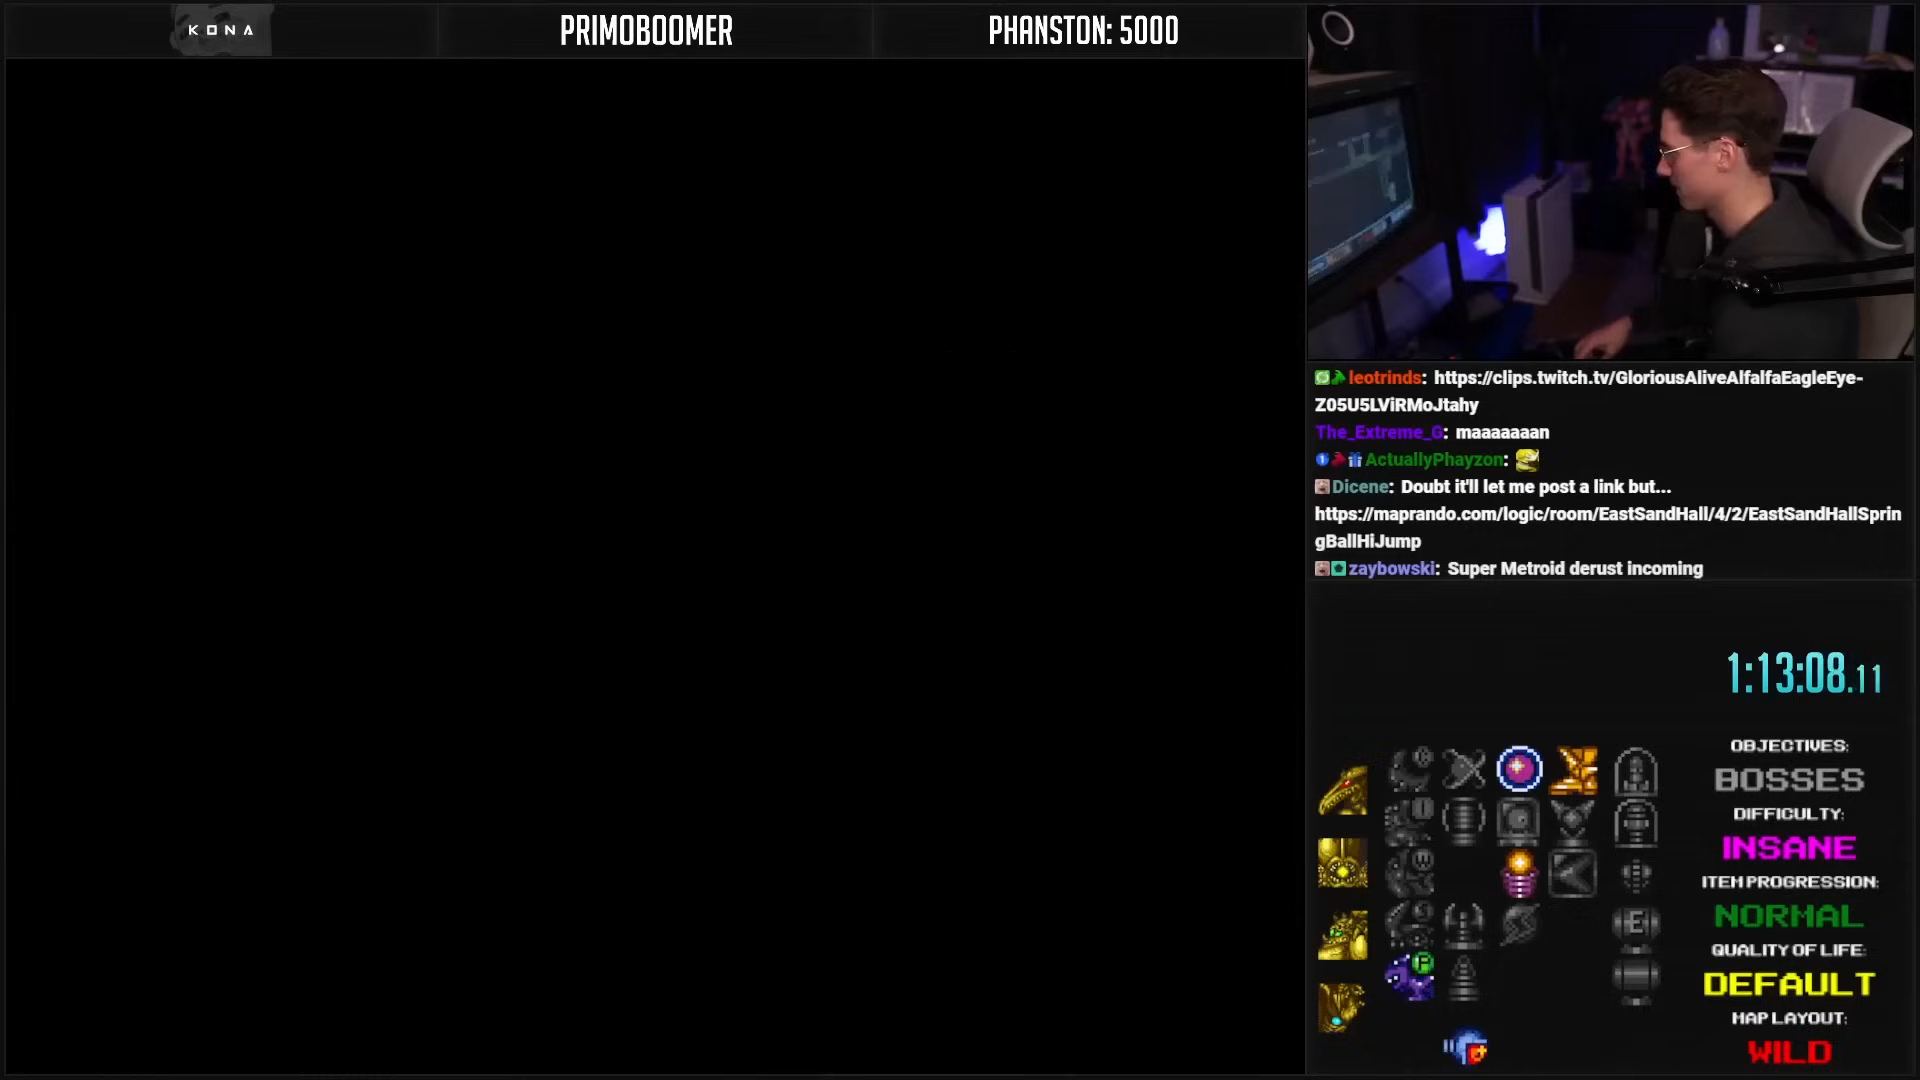 KONA
PRIMOBOOMER
PHANSTON: 5000
leotrinds: https://clips.twitch.tv/GloriousAliveAlfalfaEagleEye-
Z05U5LViRMoJtahy
The_Extreme_G: maaaaaaan
ActuallyPhayzon:
Dicene: Doubt it'll let me post a link but...
https://maprando.com/logic/room/EastSandHall/4/2/EastSandHallSprin
gBallHiJump
zaybowski: Super Metroid derust incoming
1:13:08.11
OBJECTIVES:
BOSSES
DIFFICULTY:
INSANE
ITEM PROGRESSION:
NORMAL
QUALITY OF LIFE:
DEFAULT
MAP LAYOUT:
WILD
E
P